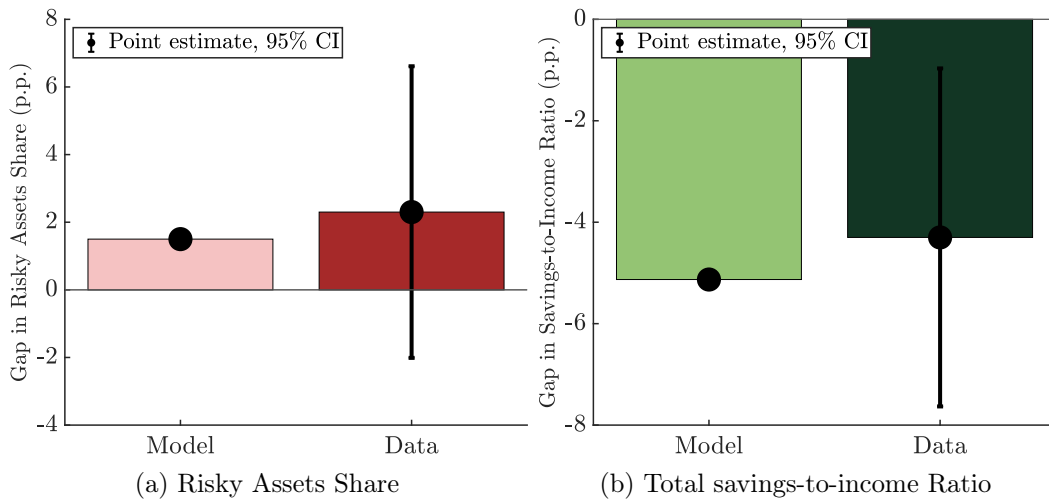 Gap in Risky Assets Share (p.p.)
8
6
4
2
0
-2
-4
Point estimate, 95% CI
Model
Data
(a) Risky Assets Share
Gap in Savings-to-Income Ratio (p.p.)
0
-2
-4
-6
-8
Point estimate, 95% CI
Model
Data
(b) Total savings-to-income Ratio